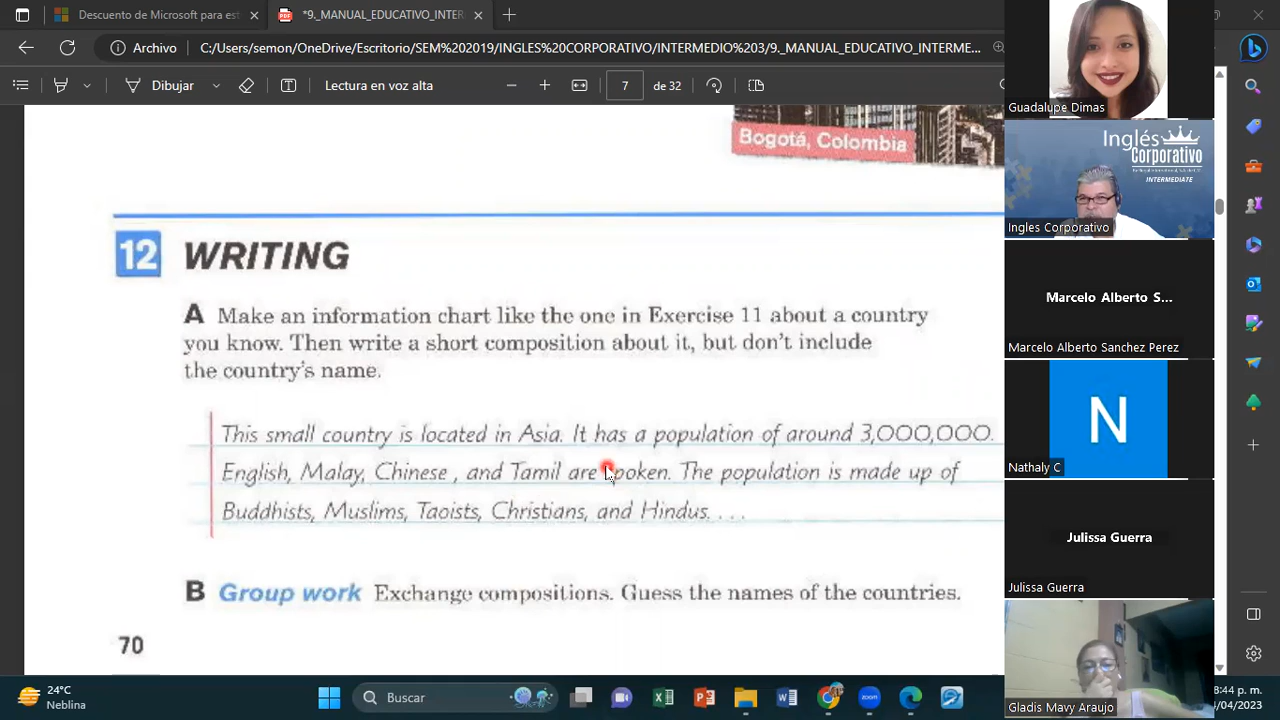 Descuento de Microsoft para est
*9._MANUAL_EDUCATIVO_INTER
Archivo
C:/Users/semon/OneDrive/Escritorio/SEM%202019/INGLES%20CORPORATIVO/INTERMEDIO%203/9._MANUAL_EDUCATIVO_INTERME...
Dibujar
Lectura en voz alta
7
de 32
Bogotá, Colombia
12 WRITING
A Make an information chart like the one in Exercise 11 about a country
you know. Then write a short composition about it, but don't include
the country's name.
This small country is located in Asia. It has a population of around 3,000,000.
English, Malay, Chinese , and Tamil are spoken. The population is made up of
Buddhists, Muslims, Taoists, Christians, and Hindus. . . .
B Group work Exchange compositions. Guess the names of the countries.
70
Guadalupe Dimas
Inglés
Corporativo
INTERMEDIATE
Ingles Corporativo
Marcelo Alberto S...
Marcelo Alberto Sanchez Perez
N
Nathaly C
Julissa Guerra
Julissa Guerra
Gladis Mavy Araujo
24°C
Neblina
Buscar
zoom
8:44 p. m.
/04/2023